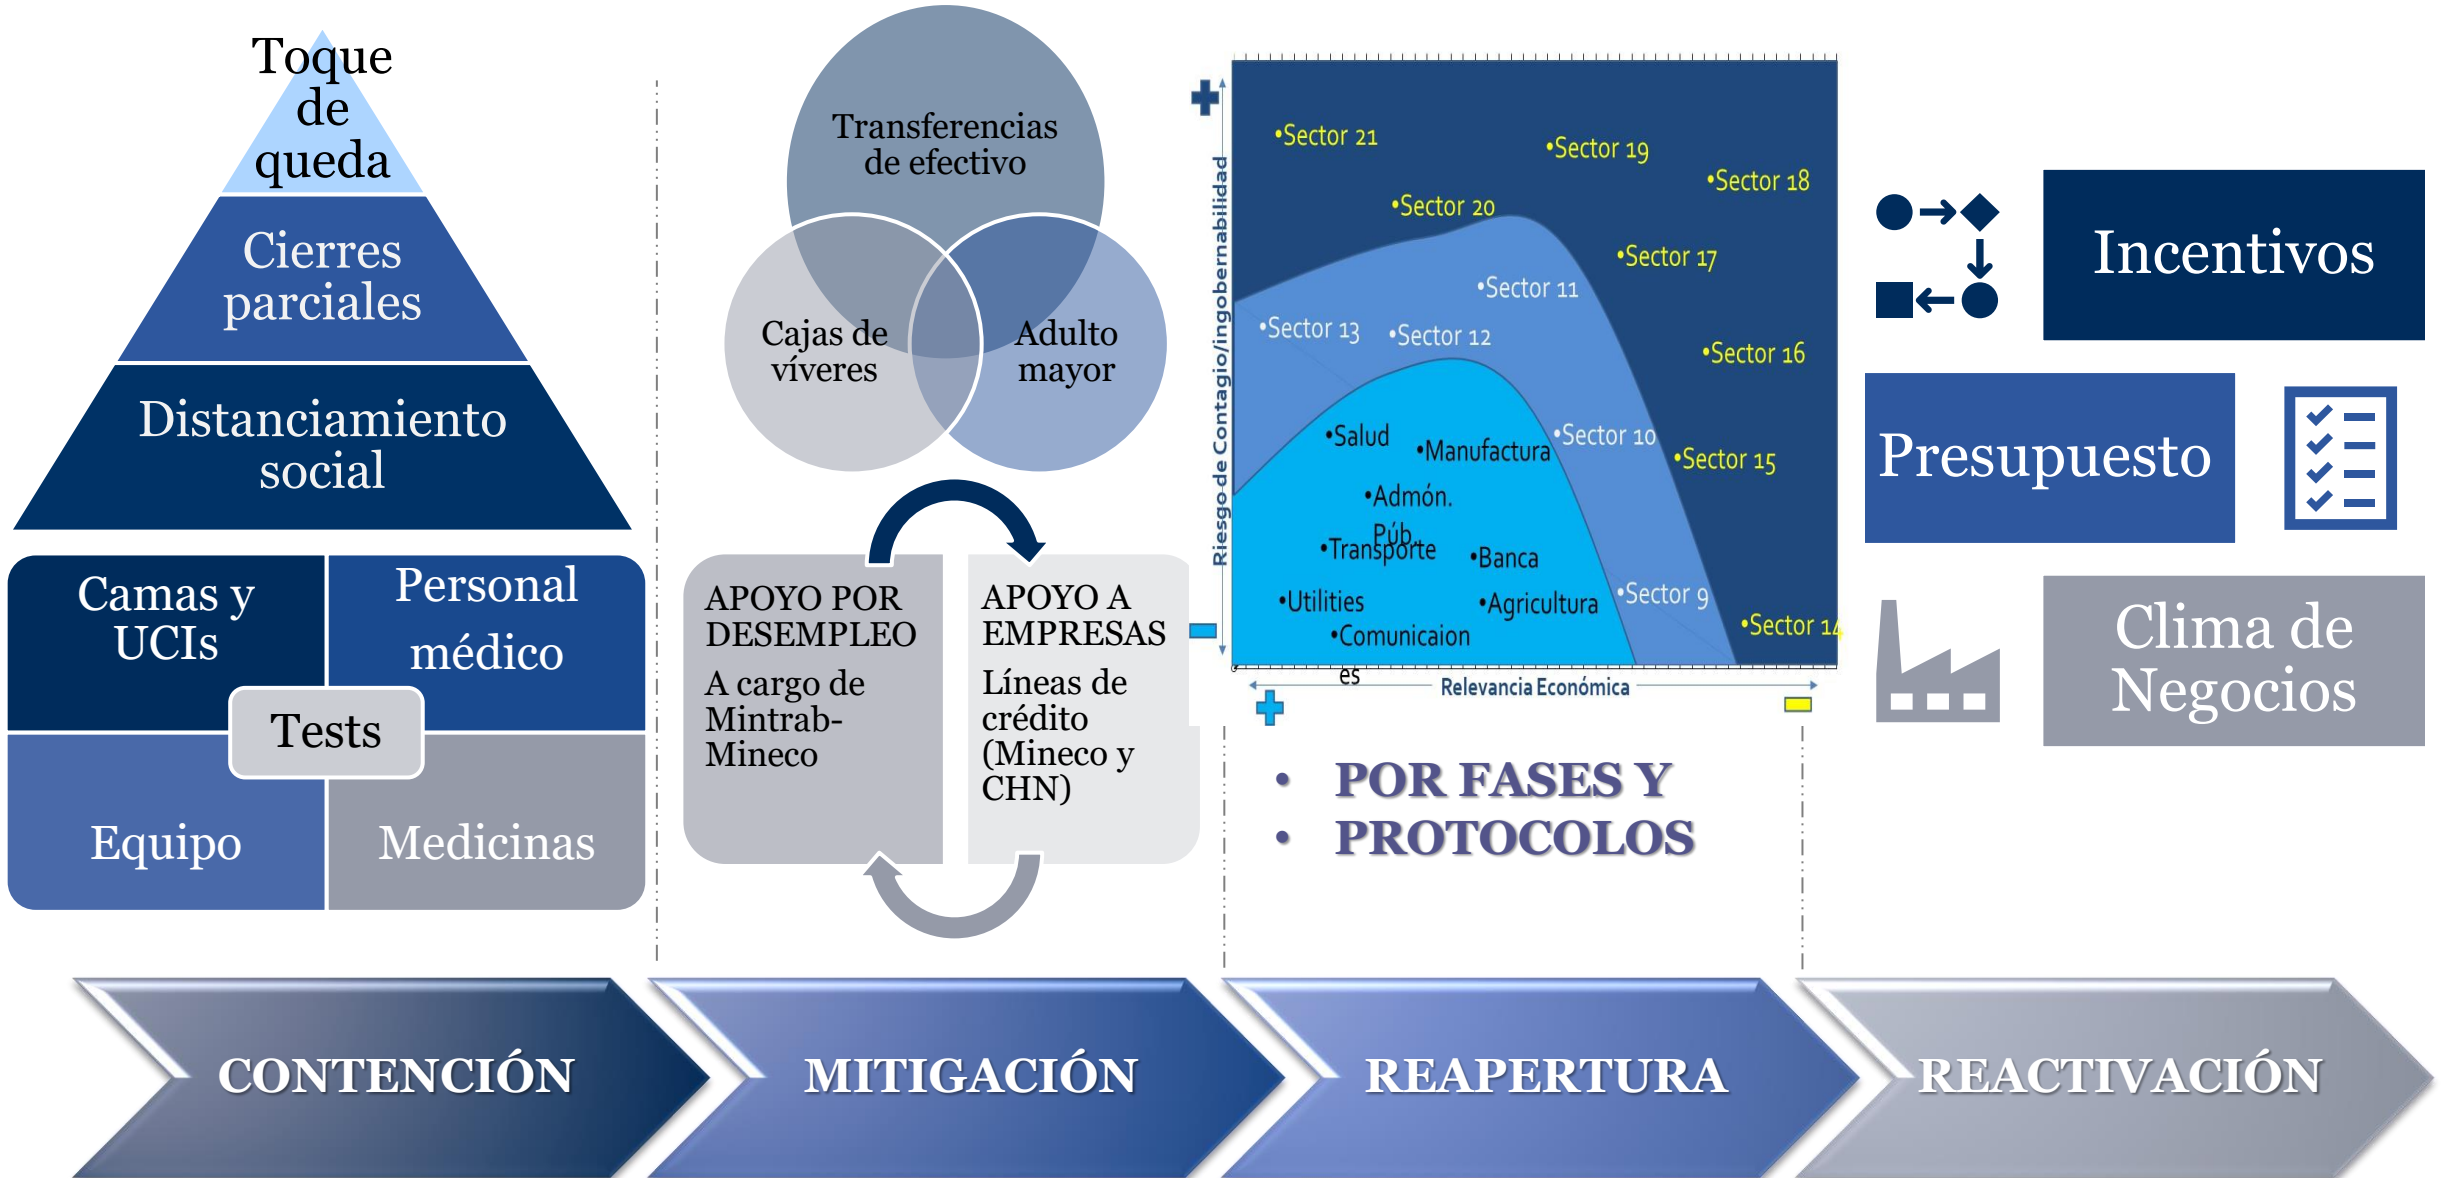 Toque
de
queda
Cierres
parciales
Distanciamiento
social
Camas y
UCIs
Personal
médico
Tests
Equipo
Medicinas
Transferencias
de efectivo
Cajas de
víveres
Adulto
mayor
APOYO POR
DESEMPLEO
A cargo de
Mintrab-
Mineco
APOYO A
EMPRESAS
Líneas de
crédito
(Mineco y
CHN)
Riesgo de Contagio/ingobernabilidad
•Sector 21
•Sector 19
•Sector 18
•Sector 20
•Sector 17
•Sector 11
•Sector 13
•Sector 12
•Sector 16
•Salud
•Manufactura
•Sector 10
•Sector 15
•Admón.
Púb.
•Transporte
•Banca
•Utilities
•Agricultura
•Sector 9
•Comunicaion
es
•Sector 14
Relevancia Económica
• POR FASES Y
• PROTOCOLOS
Incentivos
Presupuesto
Clima de
Negocios
CONTENCIÓN
MITIGACIÓN
REAPERTURA
REACTIVACIÓN